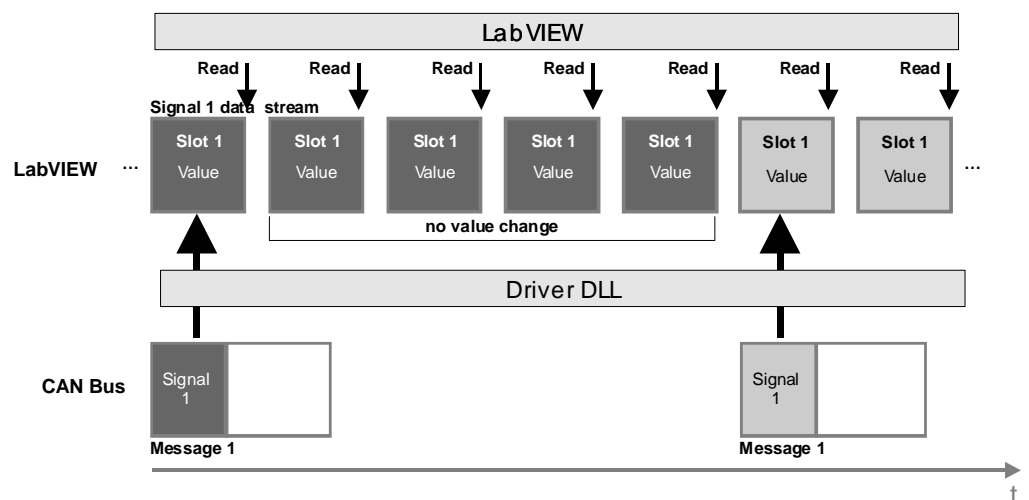 LabVIEW
Read Read Read Read Read Read Read
Signal 1 data stream
Slot 1 Slot 1 Slot 1 Slot 1 Slot 1 Slot 1 Slot 1
LabVIEW ... Value Value Value Value Value Value Value ...
no value change
Driver DLL
CAN Bus
Signal
1
Signal
1
Message 1 Message 1
t